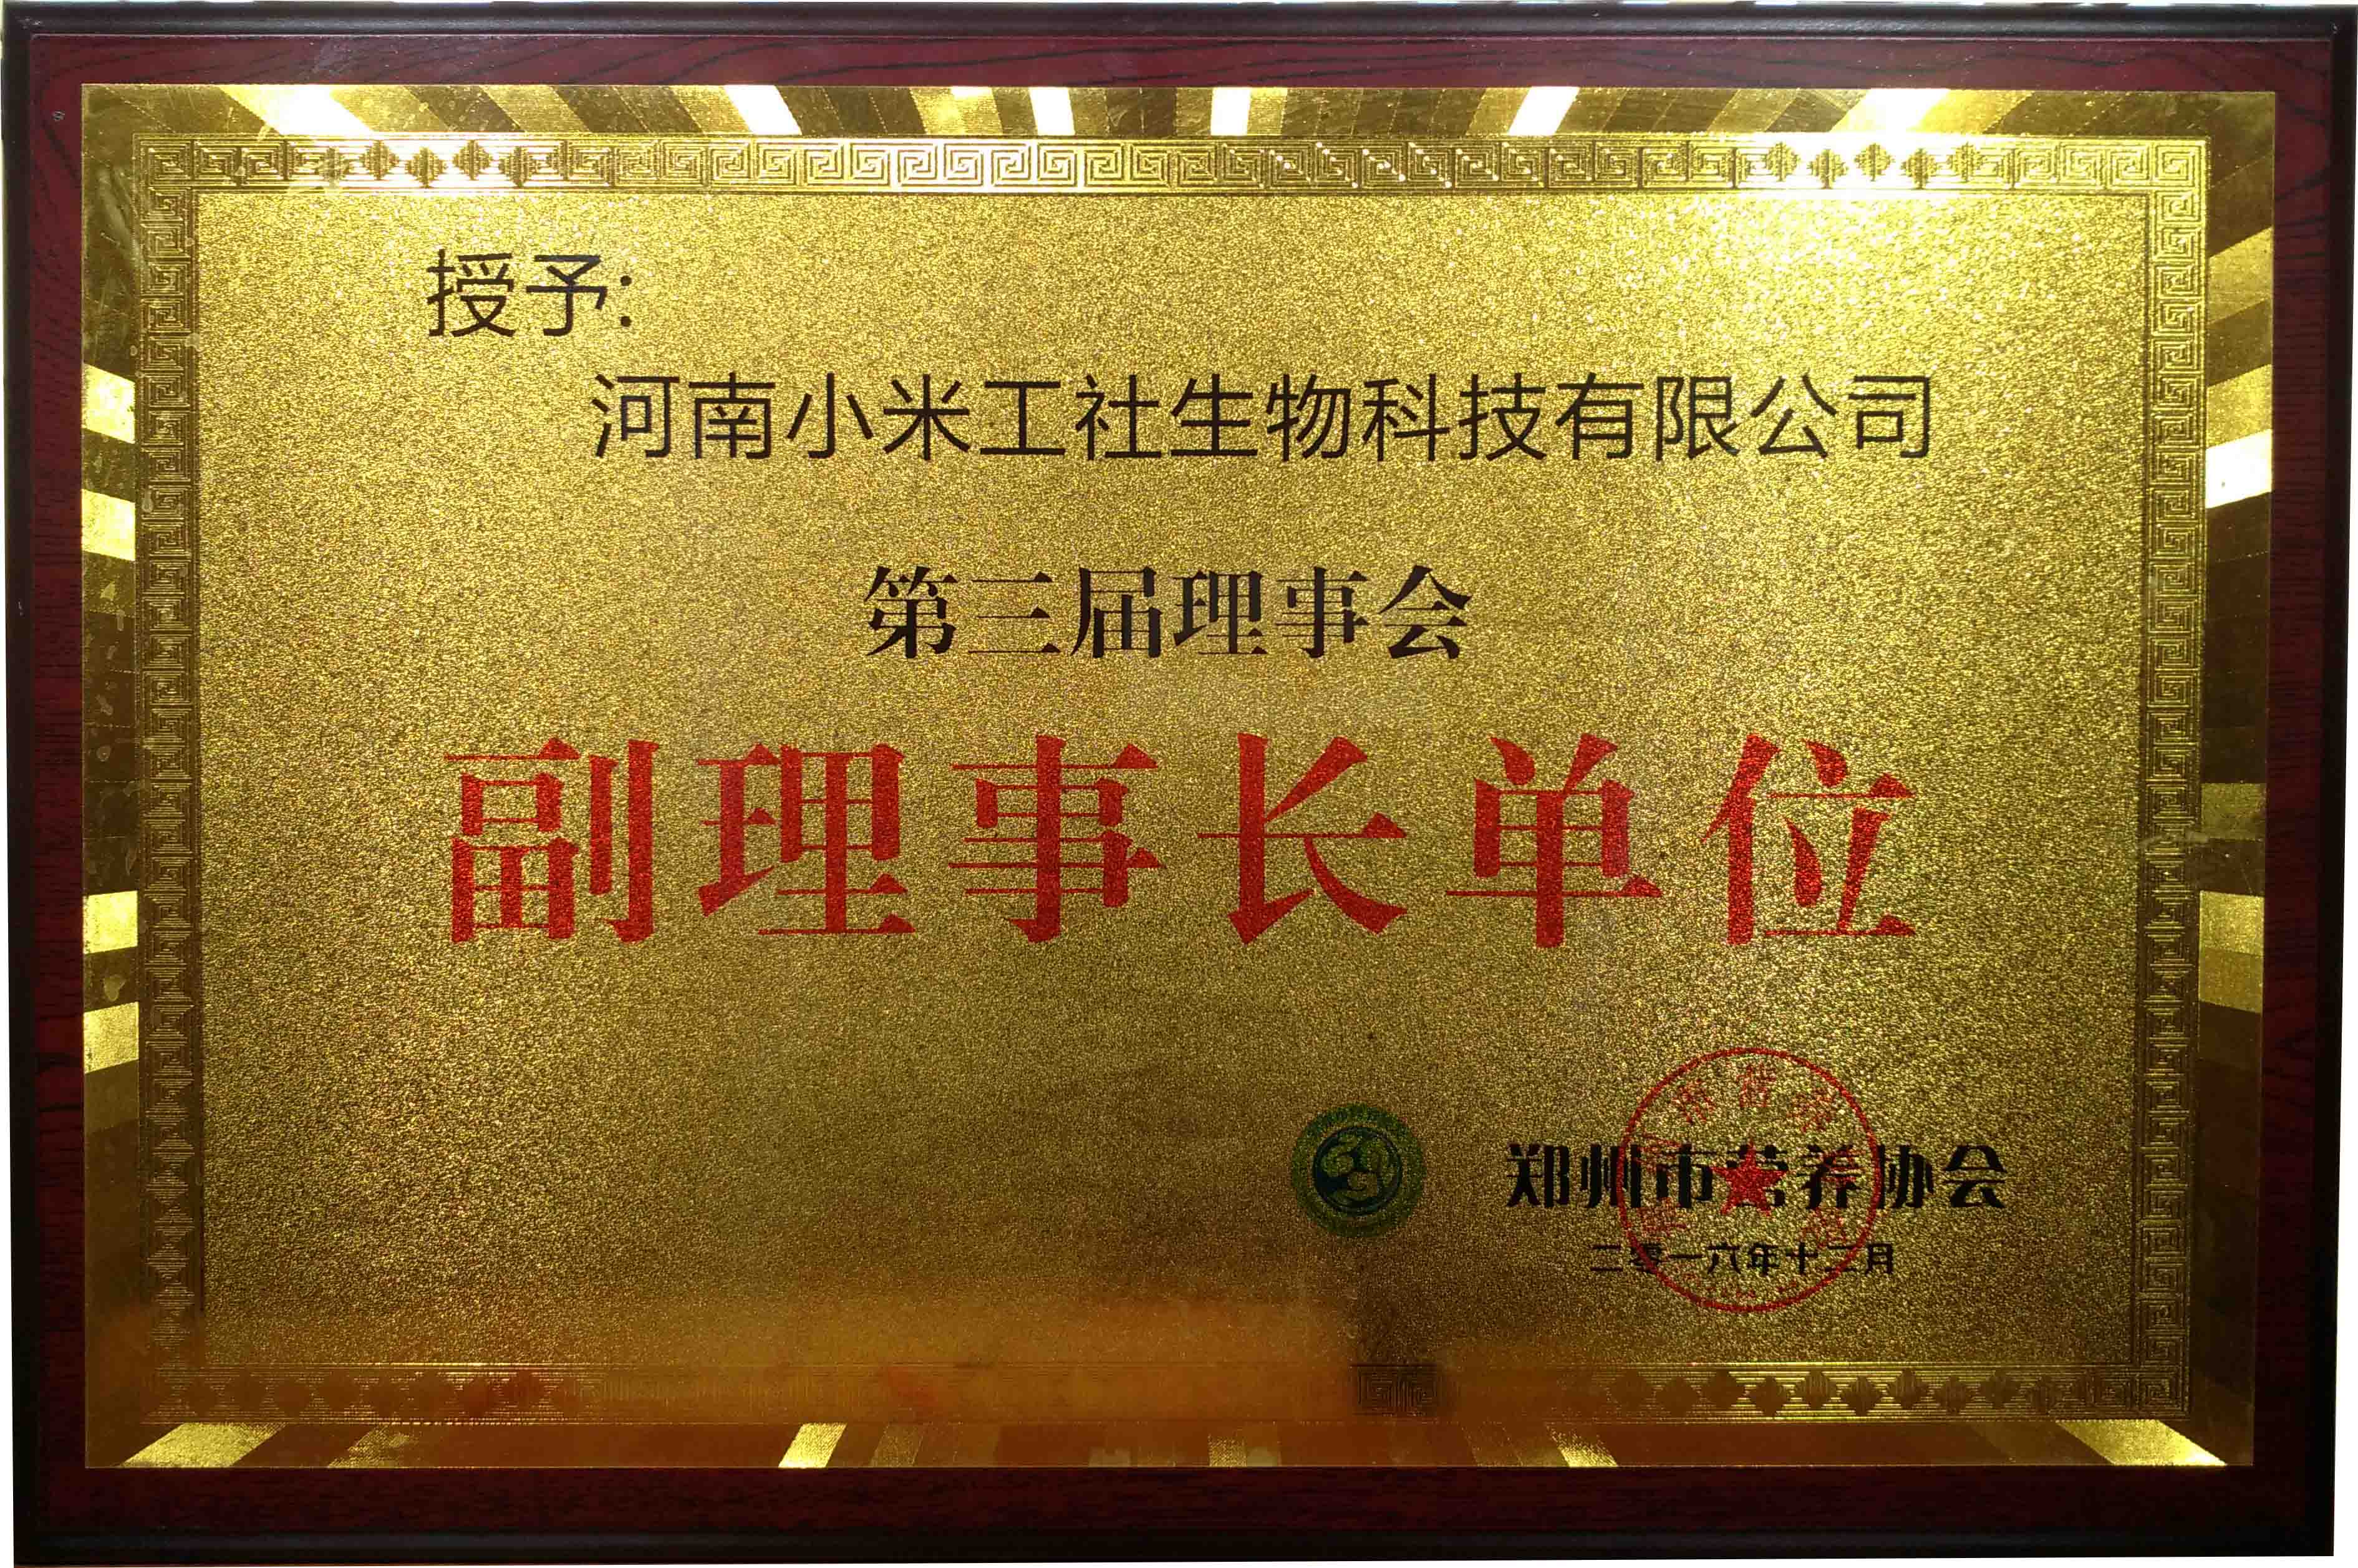 授予:
河南小米工社生物科技有限公司
第三届理事会
副理事长单位
郑州市营养协会
二零一六年十二月